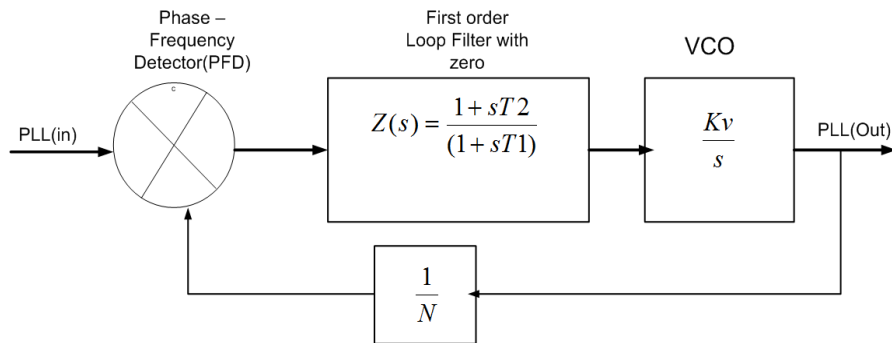 Phase –
Frequency
Detector(PFD)
First order
Loop Filter with
zero
VCO
c
PLL(in)
Z(s) = 1 + sT2 / (1 + sT1)
Kv / s
PLL(Out)
1 / N